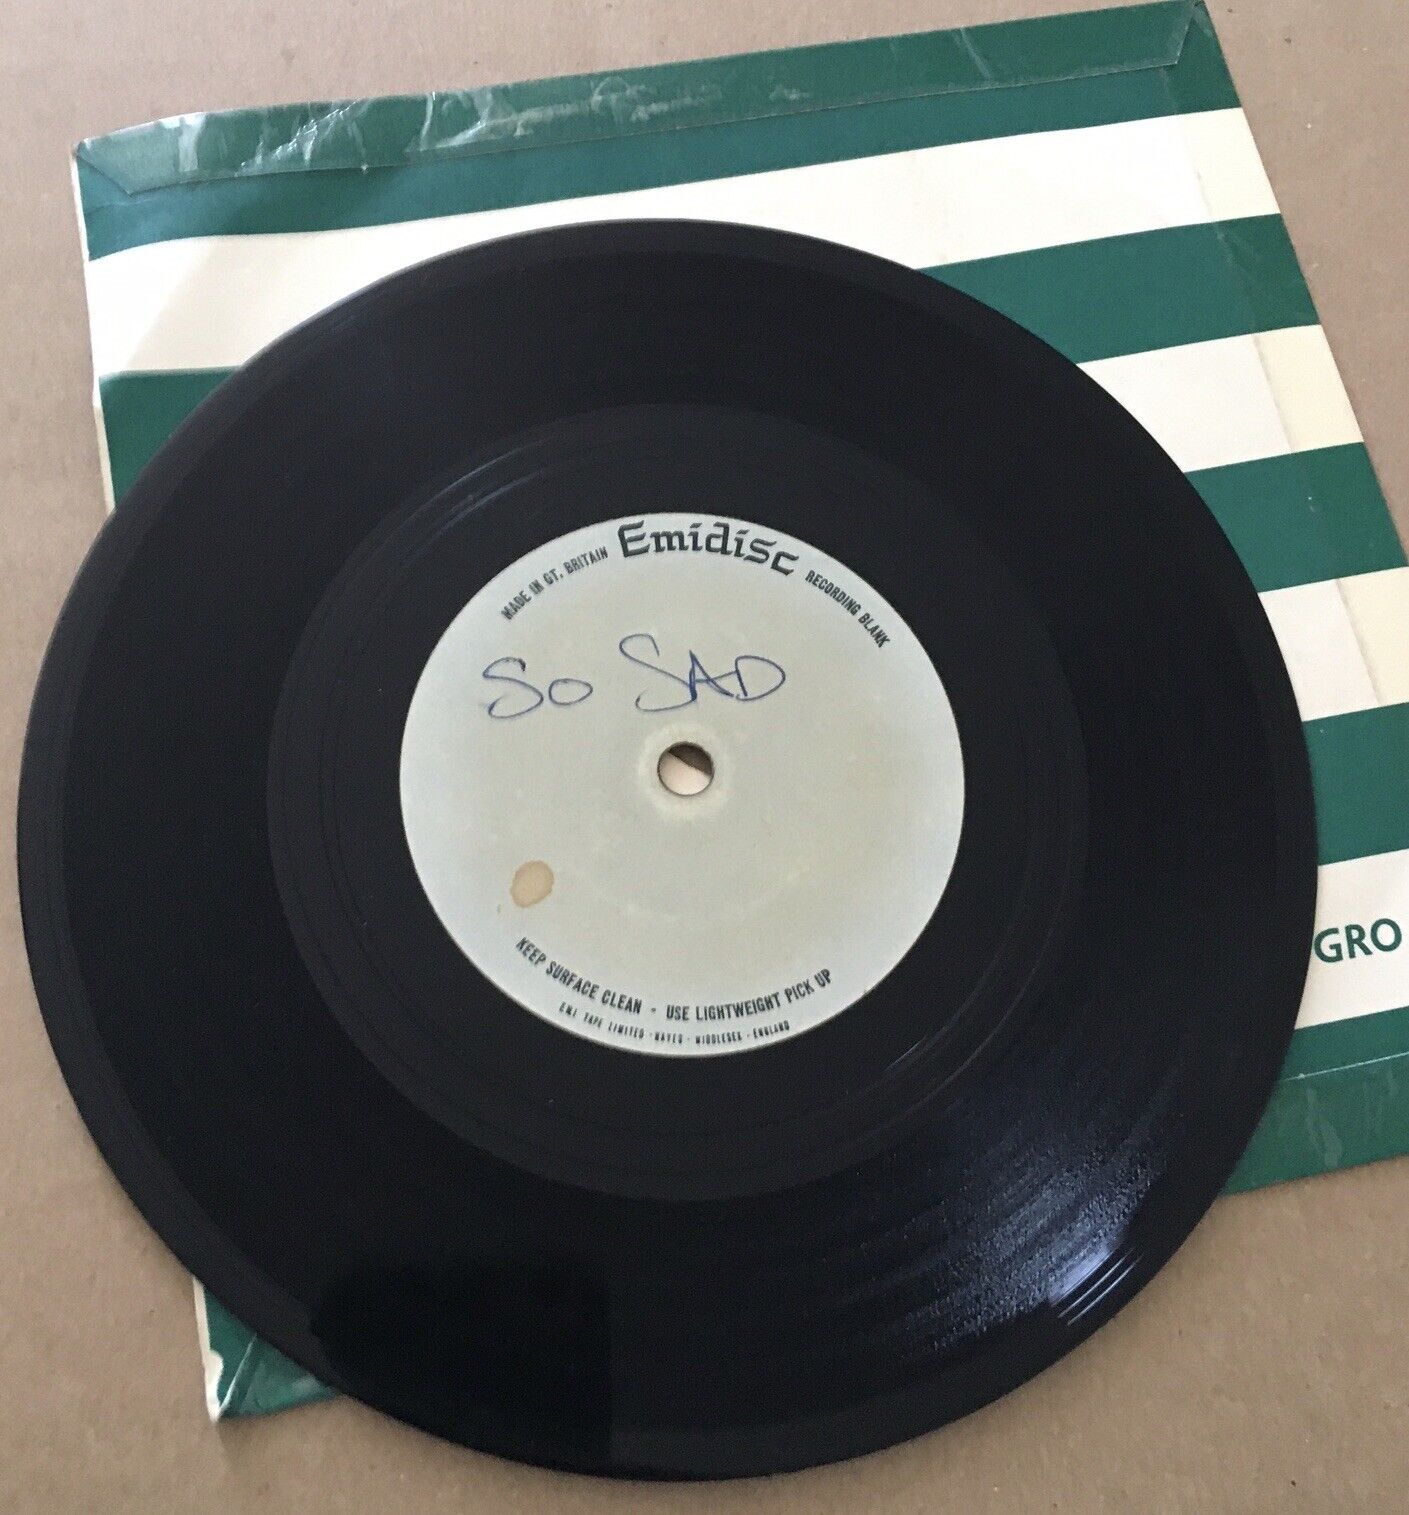 MADE IN GT. BRITAIN Emidisc RECORDING BLANK
SO SAD
KEEP SURFACE CLEAN - USE LIGHTWEIGHT PICK UP
E.M.I. TAPE LIMITED · HAYES · MIDDLESEX · ENGLAND
GRO